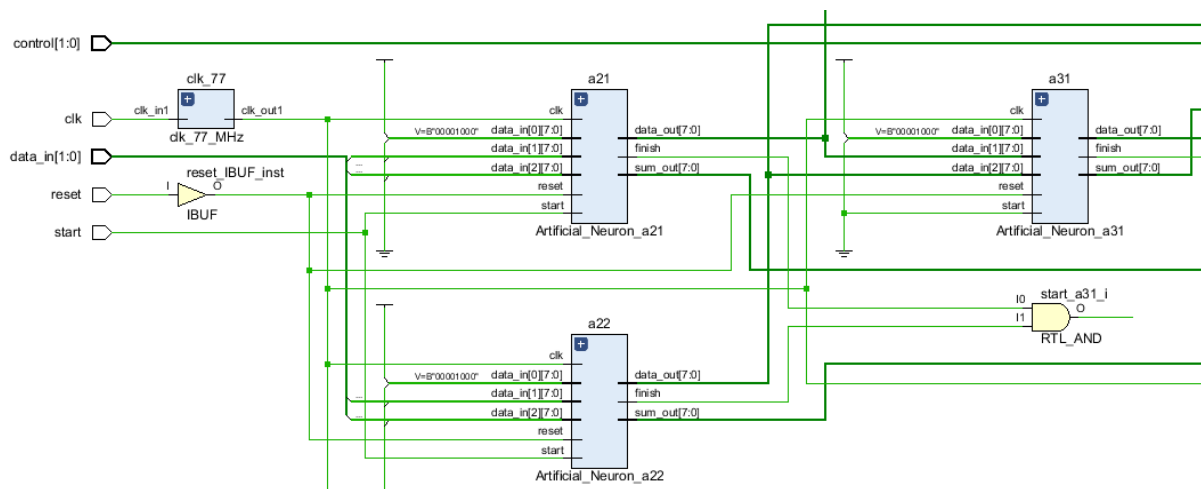 control[1:0]
clk_77
clk
clk_in1
clk_out1
clk_77_MHz
data_in[1:0]
reset_IBUF_inst
reset
I
O
IBUF
start
a21
clk
V=B"00001000"
data_in[0][7:0]
data_in[1][7:0]
...
data_in[2][7:0]
...
reset
start
data_out[7:0]
finish
sum_out[7:0]
Artificial_Neuron_a21
a31
clk
V=B"00001000"
data_in[0][7:0]
data_in[1][7:0]
data_in[2][7:0]
reset
start
data_out[7:0]
finish
sum_out[7:0]
Artificial_Neuron_a31
start_a31_i
I0
I1
O
RTL_AND
a22
clk
V=B"00001000"
data_in[0][7:0]
data_in[1][7:0]
...
data_in[2][7:0]
...
reset
start
data_out[7:0]
finish
sum_out[7:0]
Artificial_Neuron_a22